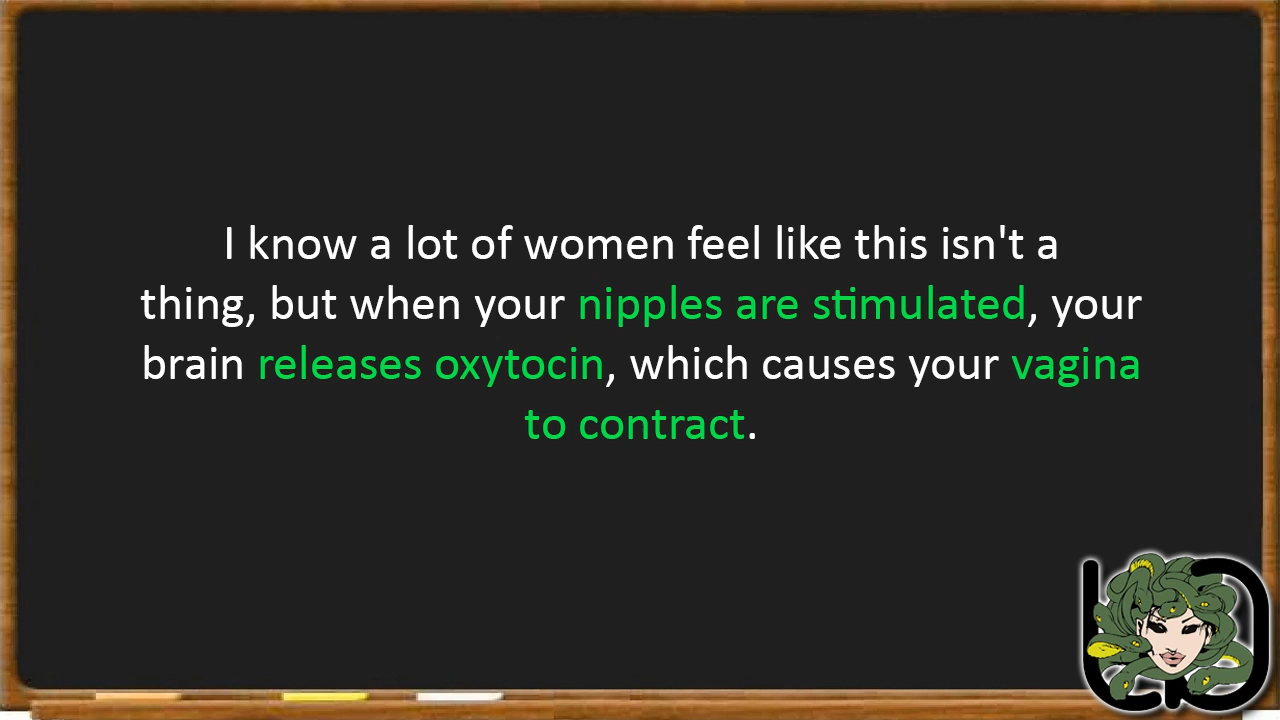 I know a lot of women feel like this isn't a
thing, but when your nipples are stimulated, your
brain releases oxytocin, which causes your vagina
to contract.